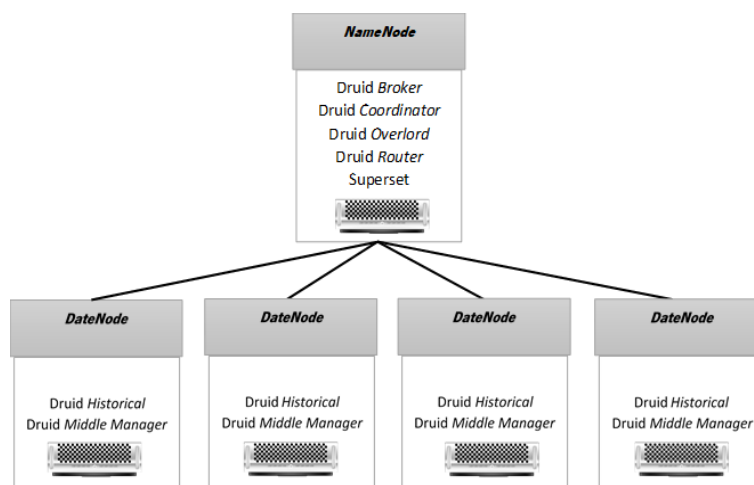 NameNode
Druid Broker
Druid Coordinator
Druid Overlord
Druid Router
Superset
DateNode
Druid Historical
Druid Middle Manager
DateNode
Druid Historical
Druid Middle Manager
DateNode
Druid Historical
Druid Middle Manager
DateNode
Druid Historical
Druid Middle Manager